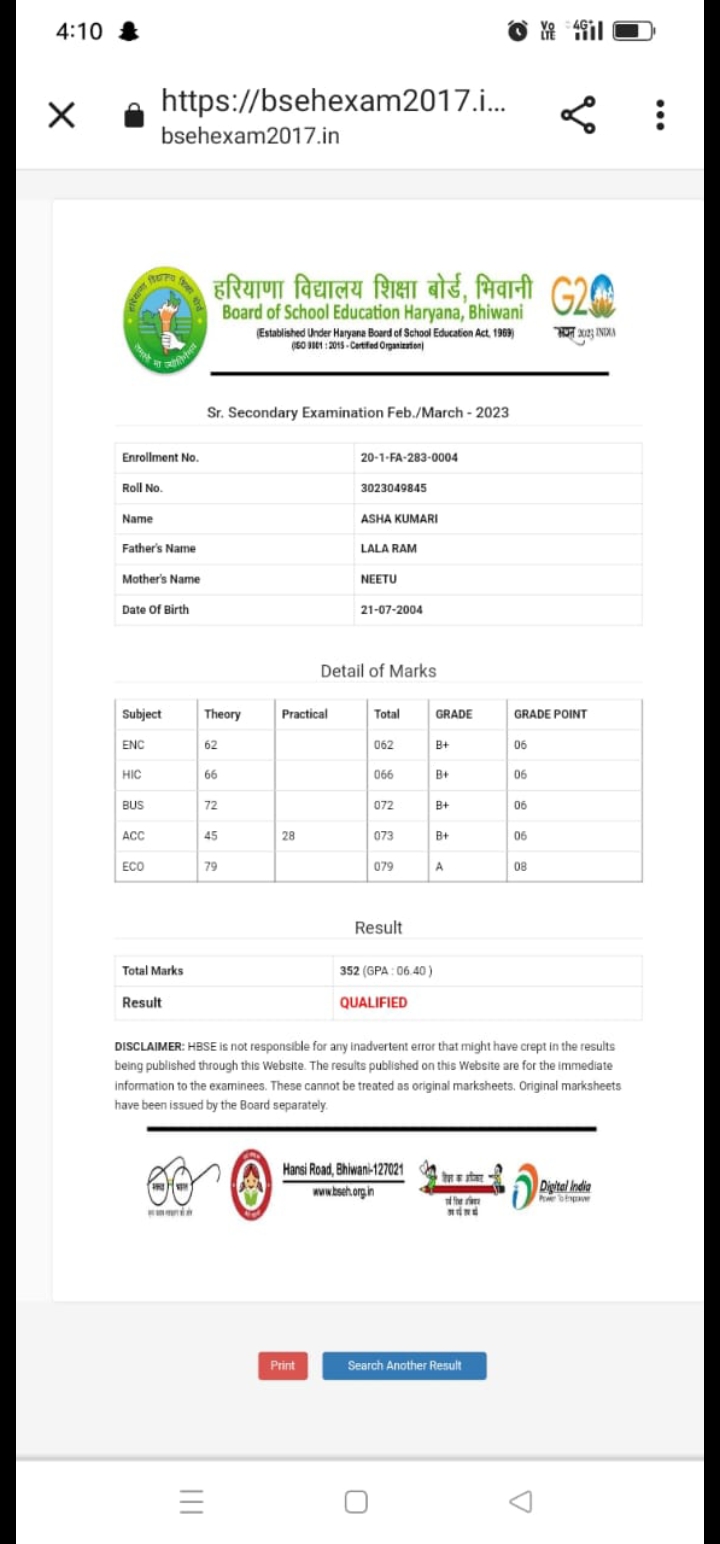 4:10
Vo LTE 4G+
https://bsehexam2017.i...
bsehexam2017.in
हरियाणा विद्यालय शिक्षा बोर्ड
हरियाणा विद्यालय शिक्षा बोर्ड, भिवानी
Board of School Education Haryana, Bhiwani
(Established Under Haryana Board of School Education Act, 1969)
(ISO 9001 : 2015 - Certified Organization)
G20
भारत 2023 INDIA
Sr. Secondary Examination Feb./March - 2023
Enrollment No. 20-1-FA-283-0004
Roll No. 3023049845
Name ASHA KUMARI
Father's Name LALA RAM
Mother's Name NEETU
Date Of Birth 21-07-2004
Detail of Marks
Subject Theory Practical Total GRADE GRADE POINT
ENC 62 062 B+ 06
HIC 66 066 B+ 06
BUS 72 072 B+ 06
ACC 45 28 073 B+ 06
ECO 79 079 A 08
Result
Total Marks 352 (GPA : 06.40 )
Result QUALIFIED
DISCLAIMER: HBSE is not responsible for any inadvertent error that might have crept in the results
being published through this Website. The results published on this Website are for the immediate
information to the examinees. These cannot be treated as original marksheets. Original marksheets
have been issued by the Board separately.
Hansi Road, Bhiwani-127021
www.bseh.org.in
Digital India
Power To Empower
Print
Search Another Result